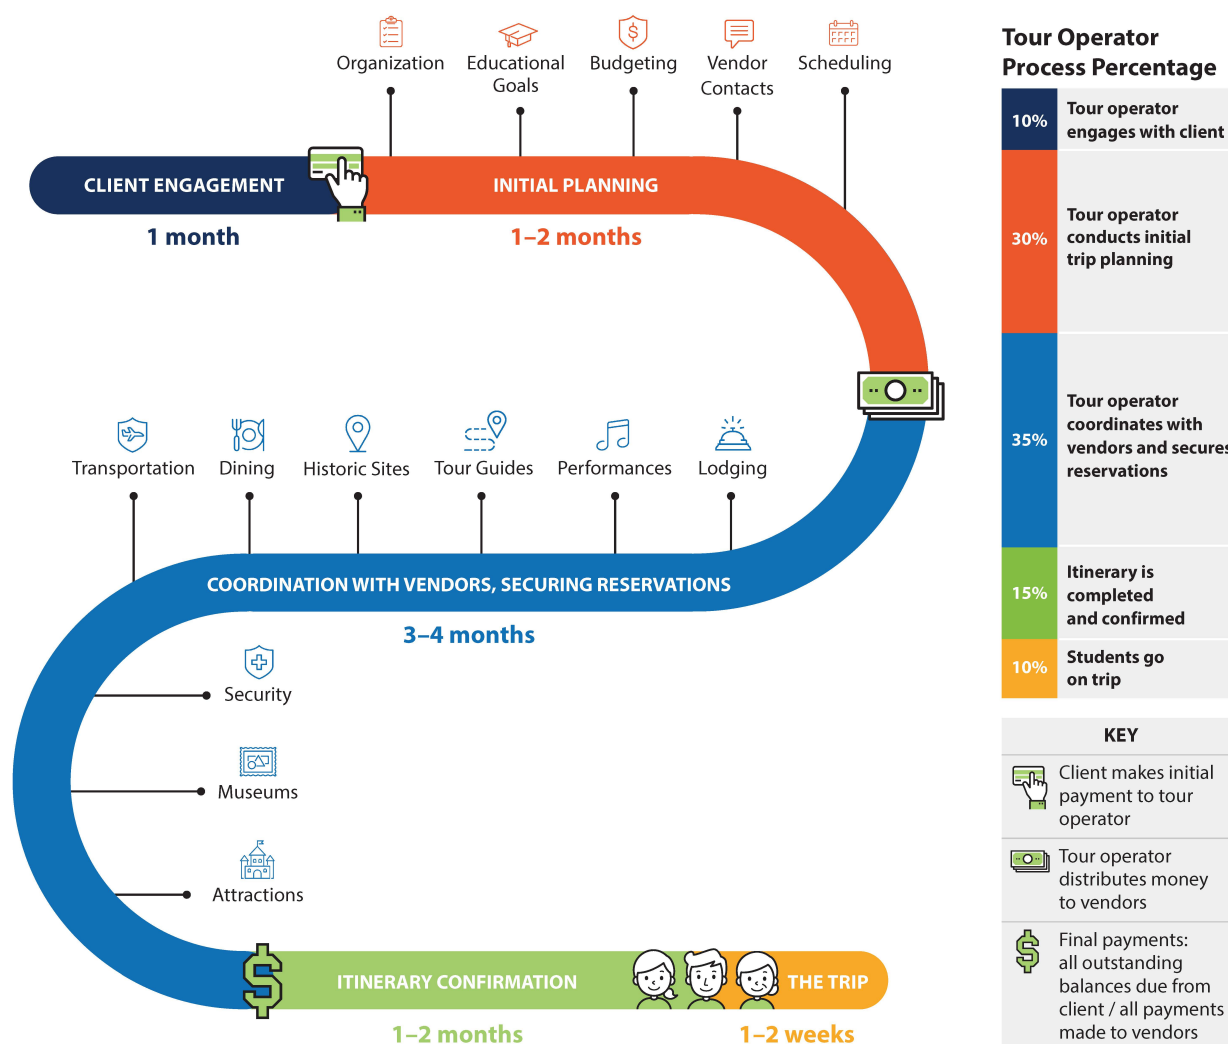 Organization
Educational
Goals
Budgeting
Vendor
Contacts
Scheduling
CLIENT ENGAGEMENT
INITIAL PLANNING
1 month
1–2 months
Transportation
Dining
Historic Sites
Tour Guides
Performances
Lodging
COORDINATION WITH VENDORS, SECURING RESERVATIONS
3–4 months
Security
Museums
Attractions
ITINERARY CONFIRMATION
THE TRIP
1–2 months
1–2 weeks
Tour Operator
Process Percentage
10%
Tour operator
engages with client
30%
Tour operator
conducts initial
trip planning
35%
Tour operator
coordinates with
vendors and secures
reservations
15%
Itinerary is
completed
and confirmed
10%
Students go
on trip
KEY
Client makes initial
payment to tour
operator
Tour operator
distributes money
to vendors
Final payments:
all outstanding
balances due from
client / all payments
made to vendors